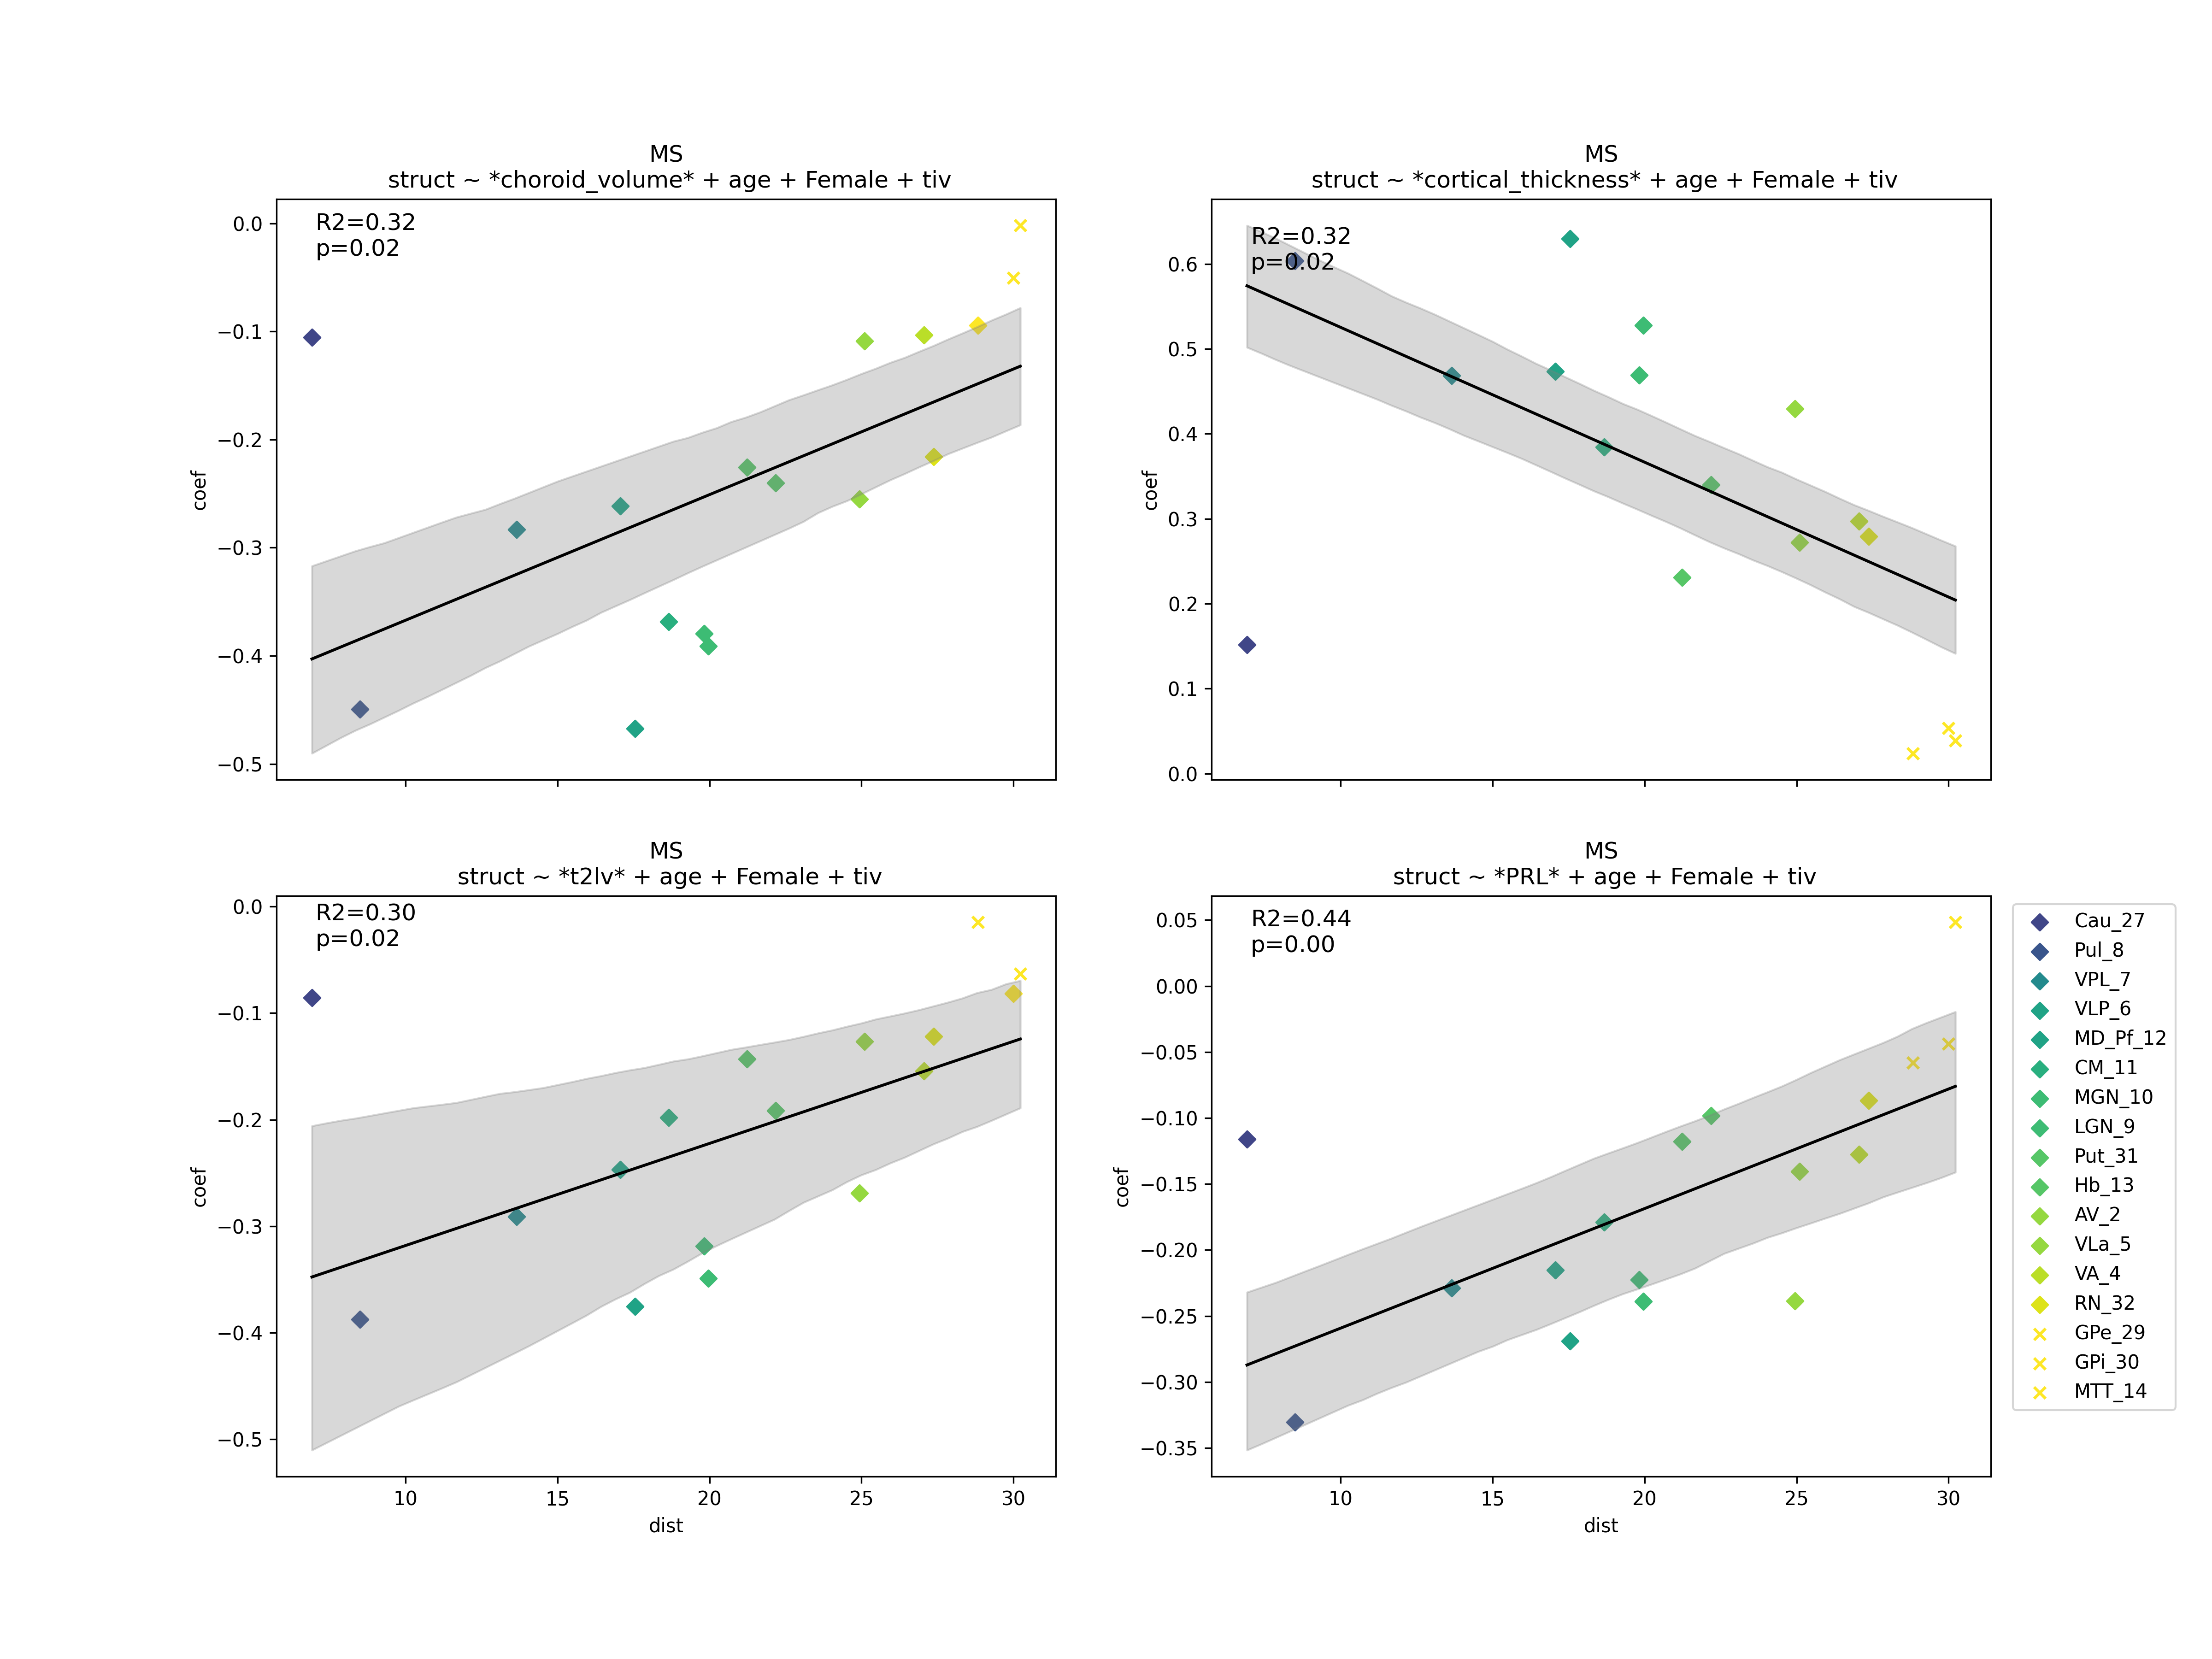 MS
struct ~ *choroid_volume* + age + Female + tiv
R2=0.32
p=0.02
0.0
−0.1
−0.2
−0.3
−0.4
−0.5
coef
MS
struct ~ *cortical_thickness* + age + Female + tiv
R2=0.32
p=0.02
0.6
0.5
0.4
0.3
0.2
0.1
0.0
coef
MS
struct ~ *t2lv* + age + Female + tiv
R2=0.30
p=0.02
0.0
−0.1
−0.2
−0.3
−0.4
−0.5
coef
10 15 20 25 30
dist
MS
struct ~ *PRL* + age + Female + tiv
R2=0.44
p=0.00
0.05
0.00
−0.05
−0.10
−0.15
−0.20
−0.25
−0.30
−0.35
coef
10 15 20 25 30
dist
Cau_27
Pul_8
VPL_7
VLP_6
MD_Pf_12
CM_11
MGN_10
LGN_9
Put_31
Hb_13
AV_2
VLa_5
VA_4
RN_32
GPe_29
GPi_30
MTT_14